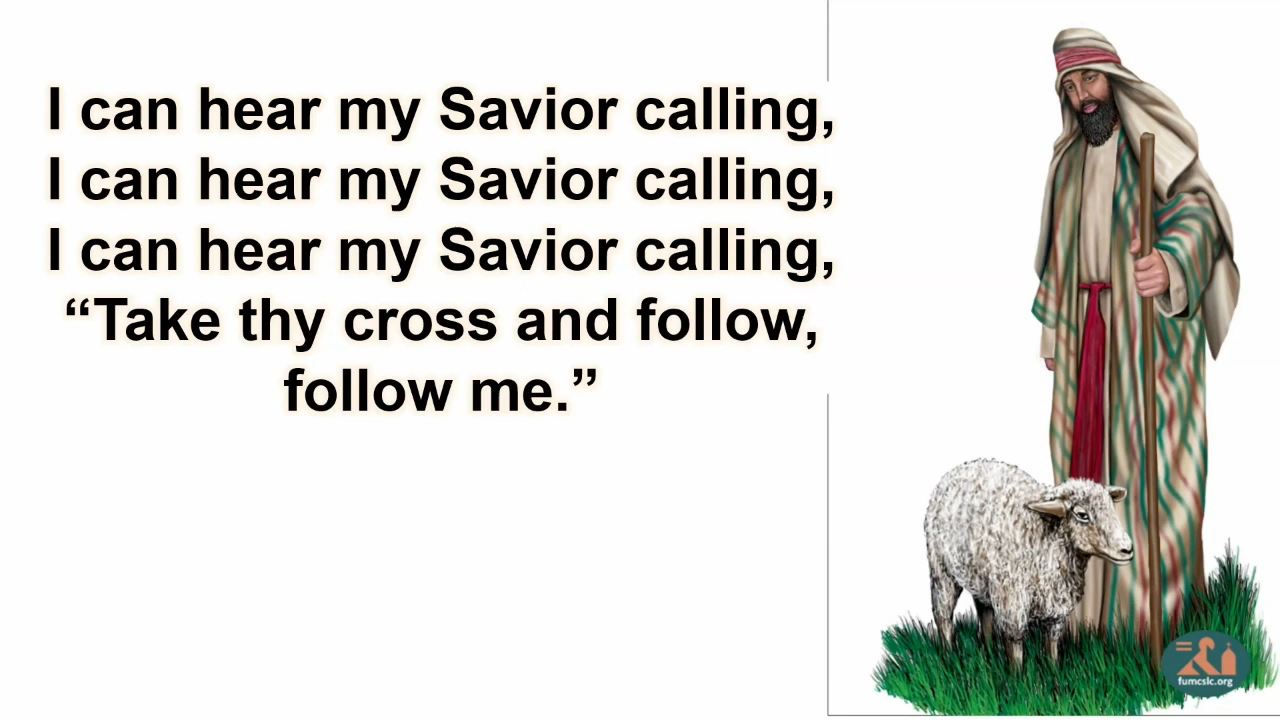 I can hear my Savior calling,
I can hear my Savior calling,
I can hear my Savior calling,
“Take thy cross and follow,
follow me.”
fumcslc.org